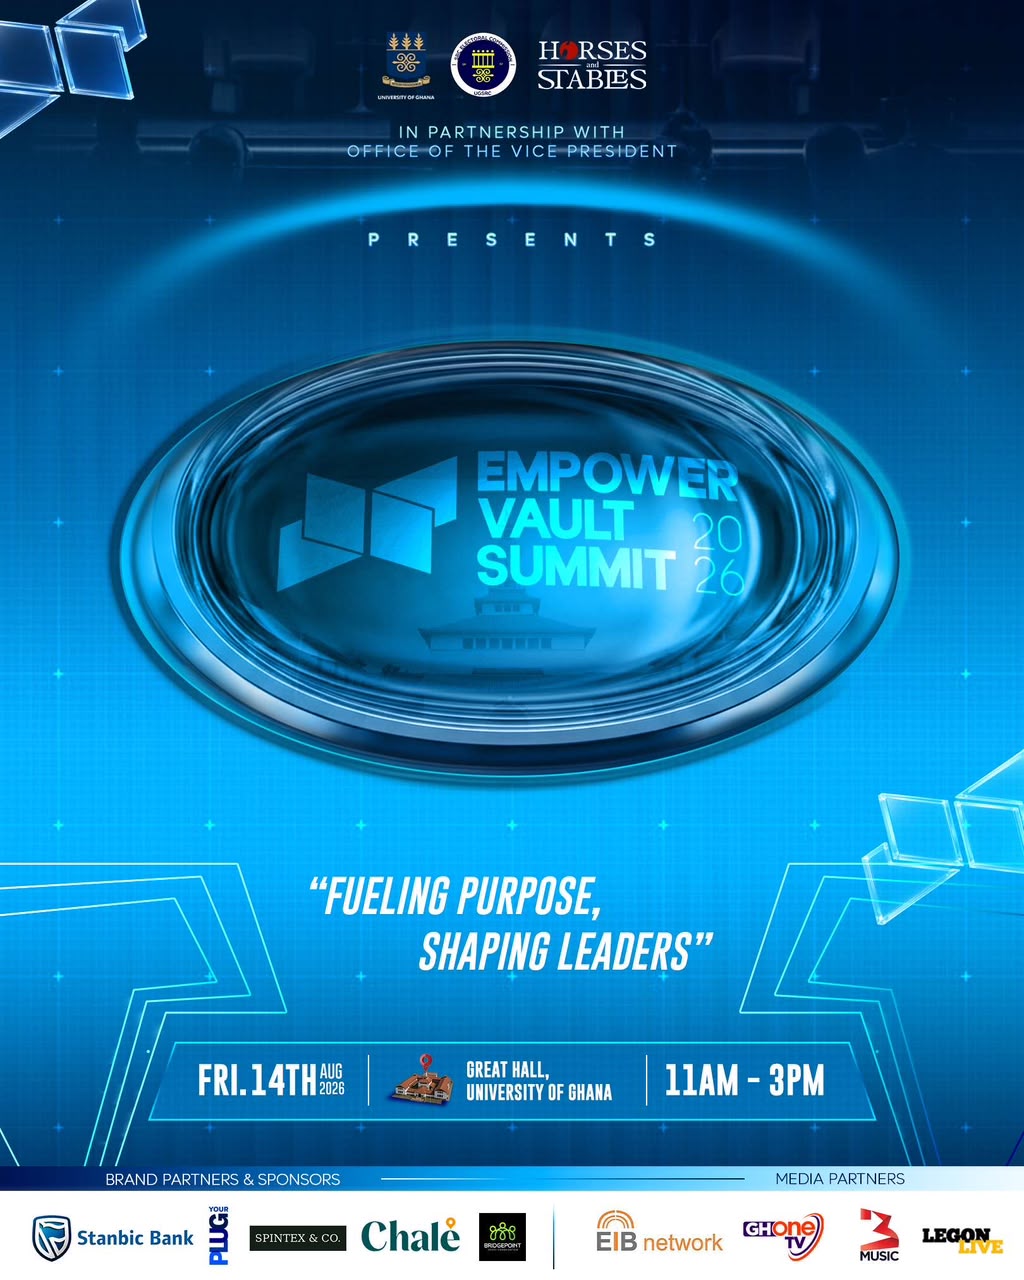 UNIVERSITY OF GHANA
SRC ELECTORAL COMMISSION
UGSRC
HORSES
and
STABLES
IN PARTNERSHIP WITH
OFFICE OF THE VICE PRESIDENT
PRESENTS
EMPOWER
VAULT
SUMMIT
20
26
“FUELING PURPOSE,
SHAPING LEADERS”
FRI. 14TH AUG
2026
GREAT HALL,
UNIVERSITY OF GHANA
11AM - 3PM
BRAND PARTNERS & SPONSORS
MEDIA PARTNERS
Stanbic Bank
YOUR
PLUG
SPINTEX & CO.
Chalé
BRIDGEPOINT
EIB network
GHone
TV
3
MUSIC
LEGON
LIVE